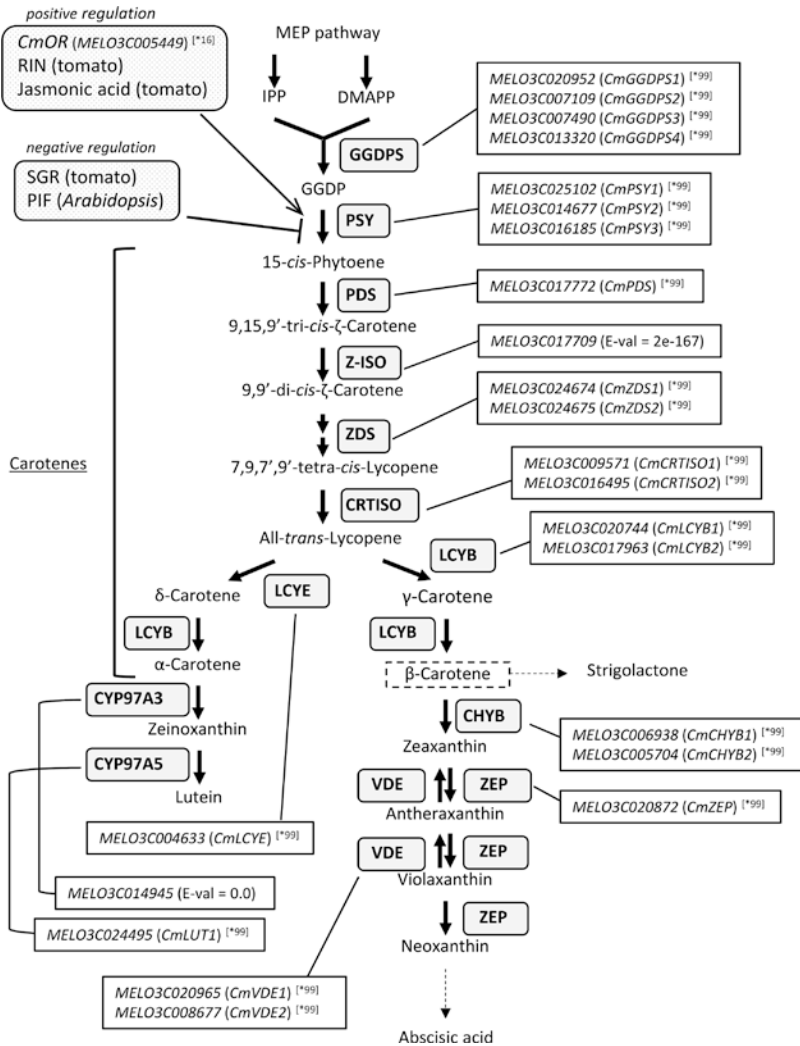 positive regulation
CmOR (MELO3C005449) [*16]
RIN (tomato)
Jasmonic acid (tomato)
negative regulation
SGR (tomato)
PIF (Arabidopsis)
MEP pathway
IPP
DMAPP
GGDPS
MELO3C020952 (CmGGDPS1) [*99]
MELO3C007109 (CmGGDPS2) [*99]
MELO3C007490 (CmGGDPS3) [*99]
MELO3C013320 (CmGGDPS4) [*99]
GGDP
PSY
MELO3C025102 (CmPSY1) [*99]
MELO3C014677 (CmPSY2) [*99]
MELO3C016185 (CmPSY3) [*99]
15-cis-Phytoene
PDS
MELO3C017772 (CmPDS) [*99]
9,15,9’-tri-cis-ζ-Carotene
Z-ISO
MELO3C017709 (E-val = 2e-167)
9,9’-di-cis-ζ-Carotene
ZDS
MELO3C024674 (CmZDS1) [*99]
MELO3C024675 (CmZDS2) [*99]
7,9,7’,9’-tetra-cis-Lycopene
Carotenes
CRTISO
MELO3C009571 (CmCRTISO1) [*99]
MELO3C016495 (CmCRTISO2) [*99]
All-trans-Lycopene
LCYB
MELO3C020744 (CmLCYB1) [*99]
MELO3C017963 (CmLCYB2) [*99]
δ-Carotene
LCYE
γ-Carotene
LCYB
LCYB
α-Carotene
β-Carotene
Strigolactone
CYP97A3
Zeinoxanthin
CHYB
MELO3C006938 (CmCHYB1) [*99]
MELO3C005704 (CmCHYB2) [*99]
Zeaxanthin
CYP97A5
Lutein
VDE
ZEP
MELO3C020872 (CmZEP) [*99]
Antheraxanthin
MELO3C004633 (CmLCYE) [*99]
VDE
ZEP
Violaxanthin
MELO3C014945 (E-val = 0.0)
ZEP
MELO3C024495 (CmLUT1) [*99]
Neoxanthin
MELO3C020965 (CmVDE1) [*99]
MELO3C008677 (CmVDE2) [*99]
Abscisic acid